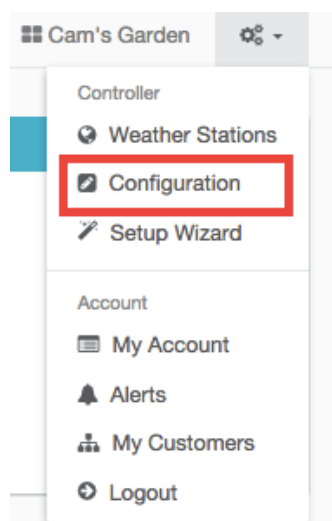 Cam's Garden
Controller
Weather Stations
Configuration
Setup Wizard
Account
My Account
Alerts
My Customers
Logout